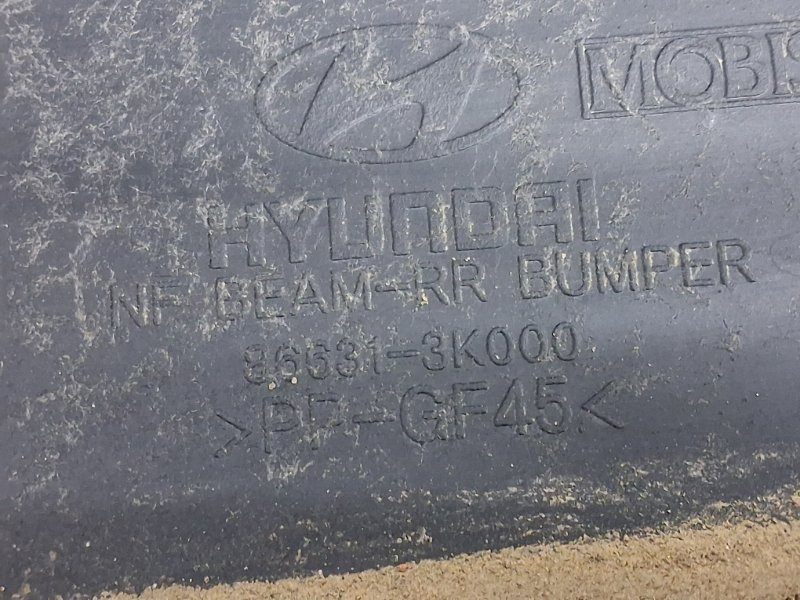 MOBIS
HYUNDAI
NF BEAM-RR BUMPER
86631-3K000
>PP-GF45<